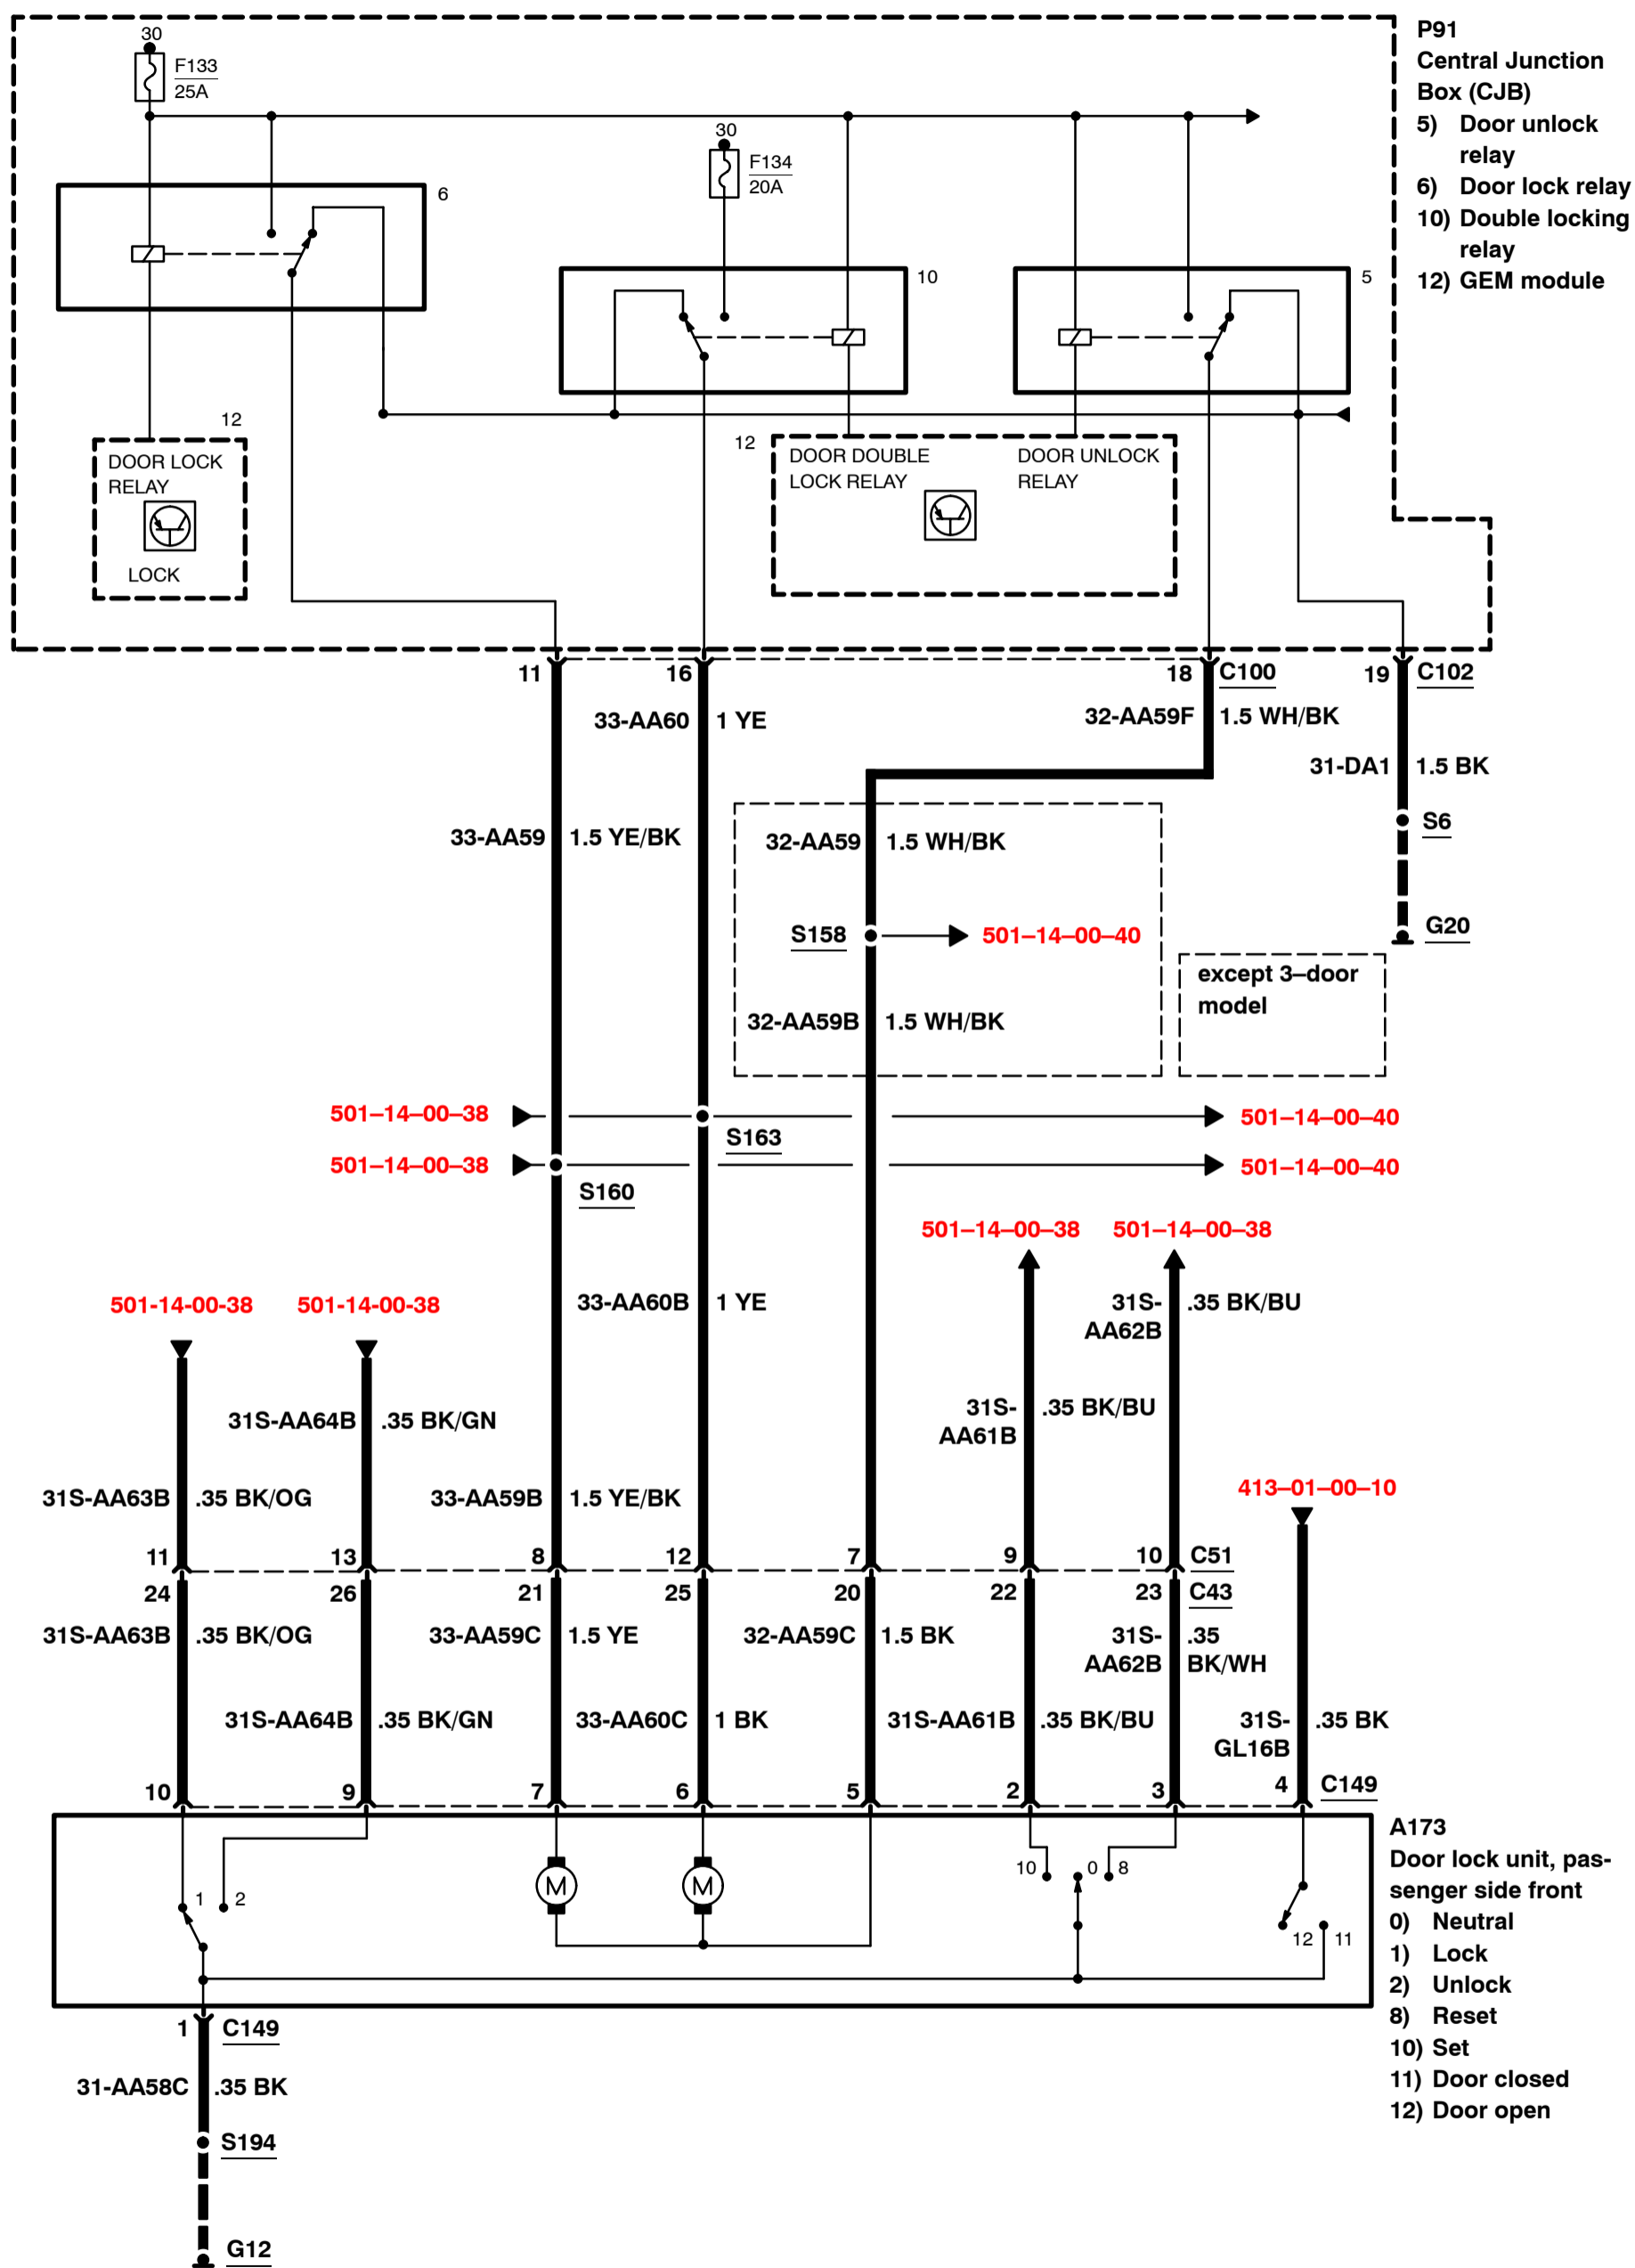 P91
Central Junction
Box (CJB)
5) Door unlock
relay
6) Door lock relay
10) Double locking
relay
12) GEM module
30
F133
25A
30
F134
20A
6
10
5
12
DOOR LOCK
RELAY
LOCK
12
DOOR DOUBLE
LOCK RELAY
DOOR UNLOCK
RELAY
11
16
18 C100
19 C102
33-AA60 1 YE
32-AA59F 1.5 WH/BK
31-DA1 1.5 BK
S6
33-AA59 1.5 YE/BK
32-AA59 1.5 WH/BK
S158 501–14–00–40
G20
except 3–door
model
32-AA59B 1.5 WH/BK
501–14–00–38
S163
501–14–00–40
501–14–00–38
S160
501–14–00–40
501–14–00–38 501–14–00–38
501-14-00-38 501-14-00-38
33-AA60B 1 YE
31S-
AA62B
.35 BK/BU
31S-AA64B .35 BK/GN
31S-
AA61B
.35 BK/BU
31S-AA63B .35 BK/OG
33-AA59B 1.5 YE/BK
413–01–00–10
11 13 8 12 7 9 10 C51
24 26 21 25 20 22 23 C43
31S-AA63B .35 BK/OG
33-AA59C 1.5 YE
32-AA59C 1.5 BK
31S-
AA62B
.35
BK/WH
31S-AA64B .35 BK/GN
33-AA60C 1 BK
31S-AA61B .35 BK/BU
31S-
GL16B
.35 BK
10 9 7 6 5 2 3 4 C149
1 2
M
M
10 0 8
12 11
A173
Door lock unit, pas-
senger side front
0) Neutral
1) Lock
2) Unlock
8) Reset
10) Set
11) Door closed
12) Door open
1 C149
31-AA58C .35 BK
S194
G12